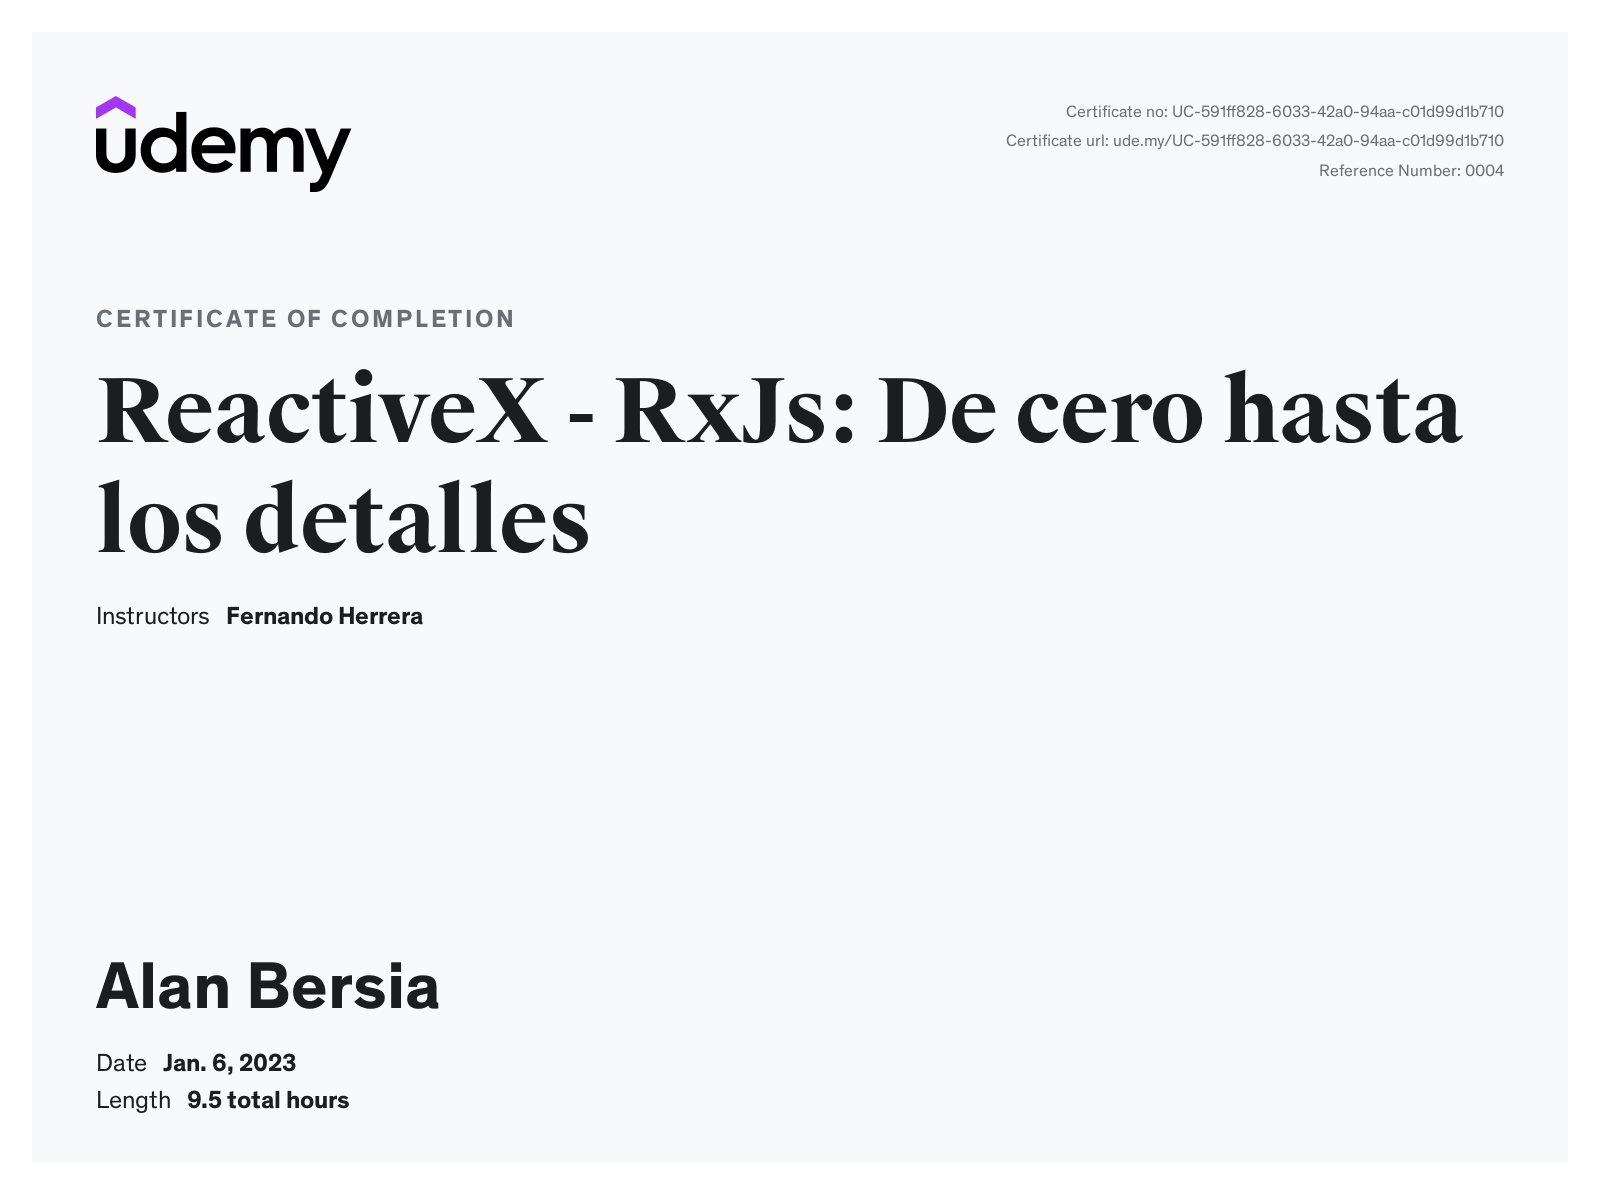 udemy
Certificate no: UC-591ff828-6033-42a0-94aa-c01d99d1b710
Certificate url: ude.my/UC-591ff828-6033-42a0-94aa-c01d99d1b710
Reference Number: 0004
CERTIFICATE OF COMPLETION
ReactiveX - RxJs: De cero hasta
los detalles
Instructors Fernando Herrera
Alan Bersia
Date Jan. 6, 2023
Length 9.5 total hours